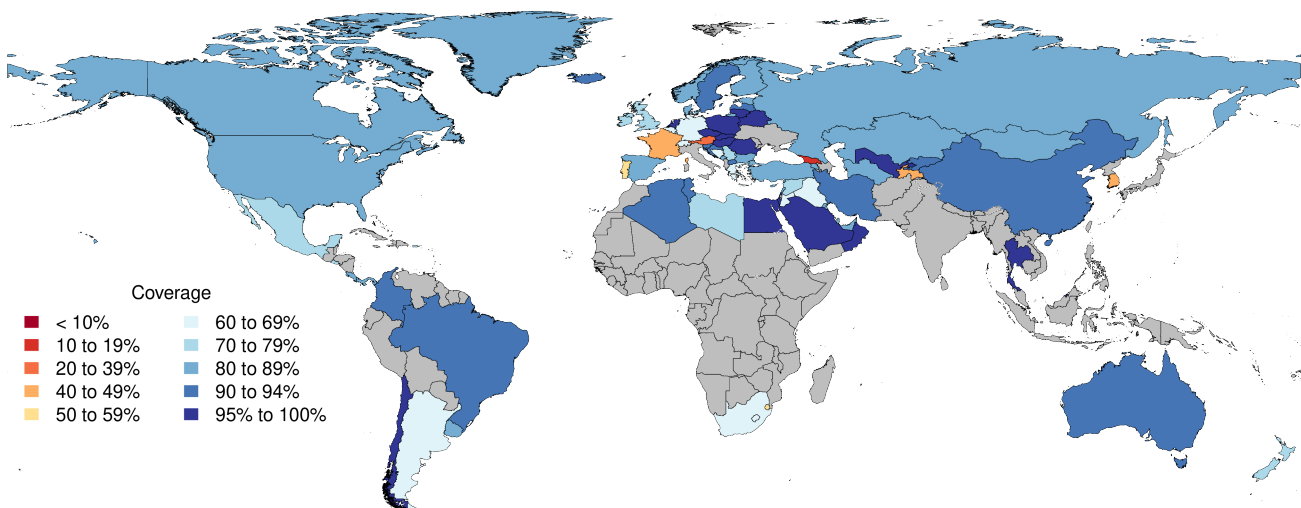 Coverage
< 10%
10 to 19%
20 to 39%
40 to 49%
50 to 59%
60 to 69%
70 to 79%
80 to 89%
90 to 94%
95% to 100%